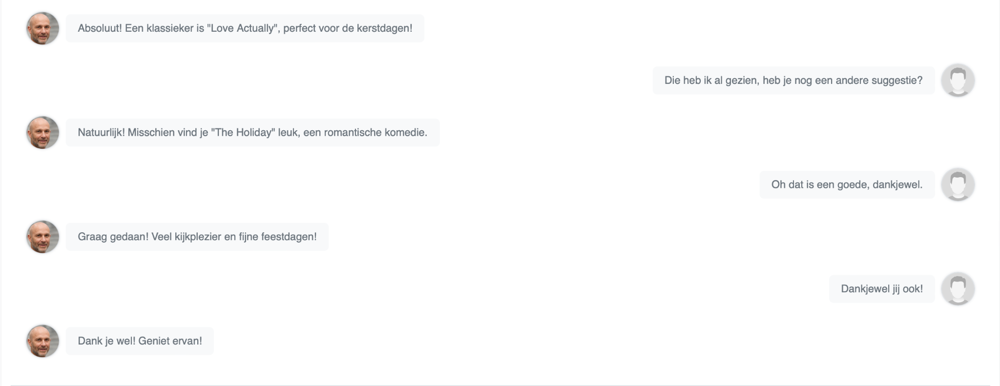 Absoluut! Een klassieker is "Love Actually", perfect voor de kerstdagen!
Die heb ik al gezien, heb je nog een andere suggestie?
Natuurlijk! Misschien vind je "The Holiday" leuk, een romantische komedie.
Oh dat is een goede, dankjewel.
Graag gedaan! Veel kijkplezier en fijne feestdagen!
Dankjewel jij ook!
Dank je wel! Geniet ervan!